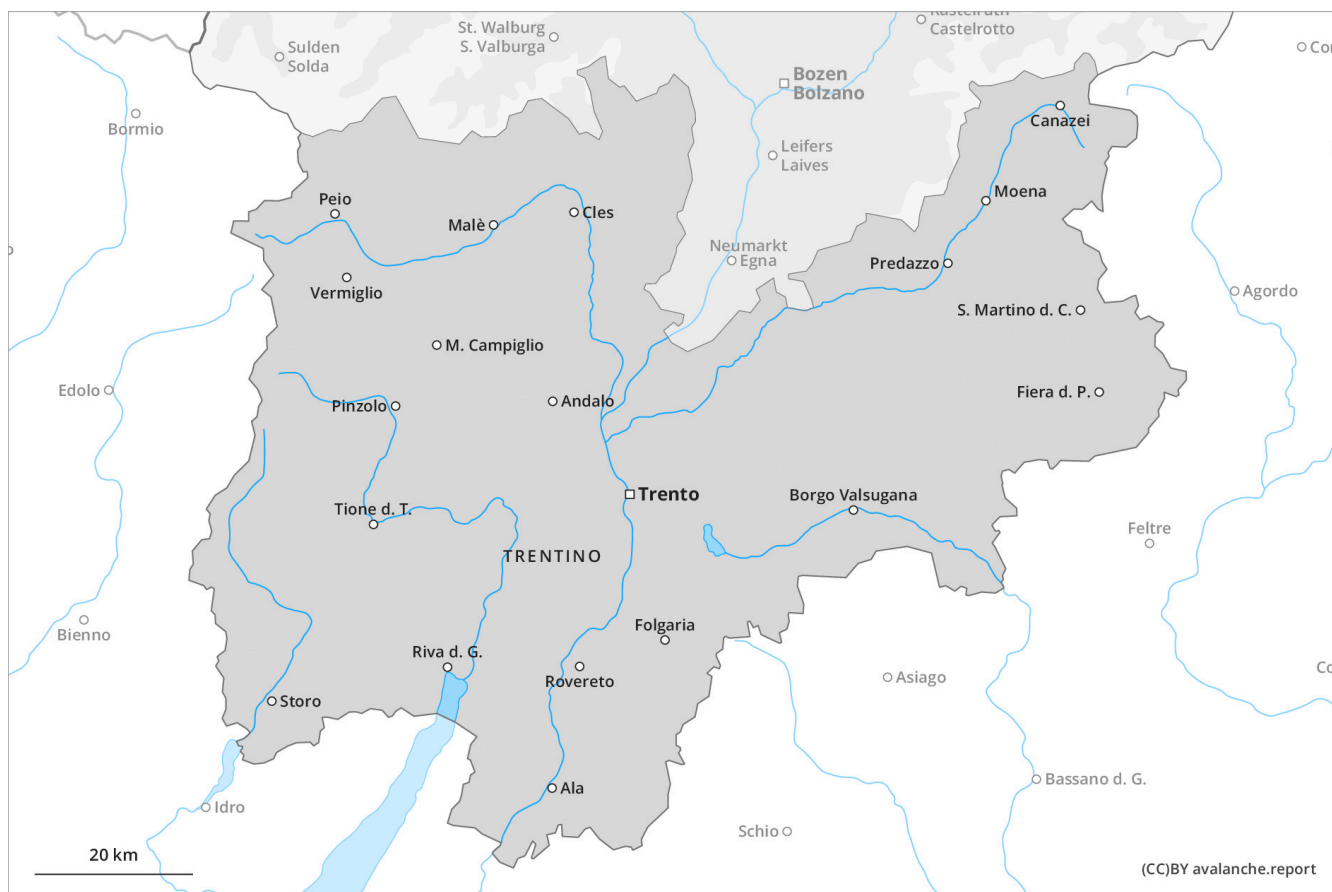 St. Walburg
S. Valburga
Kastelruth
Castelrotto
Sulden
Solda
Bozen
Bolzano
Bormio
Canazei
Leifers
Laives
Peio
Malè
Cles
Moena
Neumarkt
Egna
Predazzo
Vermiglio
Agordo
S. Martino d. C.
M. Campiglio
Edolo
Pinzolo
Andalo
Fiera d. P.
Trento
Borgo Valsugana
Tione d. T.
Feltre
TRENTINO
Bienno
Folgaria
Riva d. G.
Rovereto
Asiago
Storo
Bassano d. G.
Ala
Idro
Schio
20 km
(CC)BY avalanche.report